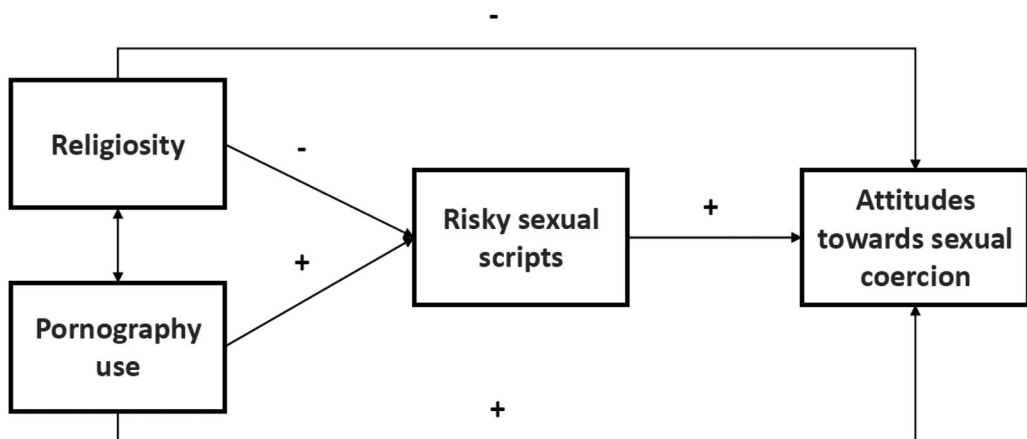 -
Religiosity
-
Risky sexual
scripts
+
Attitudes
towards sexual
coercion
+
Pornography
use
+